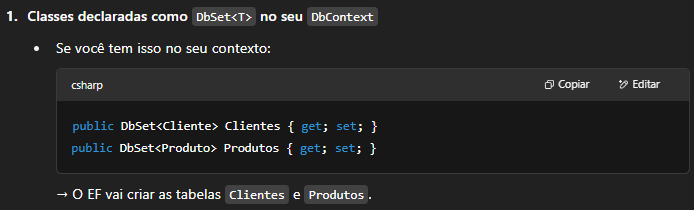 1. Classes declaradas como DbSet<T> no seu DbContext
• Se você tem isso no seu contexto:
csharp Copiar Editar
public DbSet<Cliente> Clientes { get; set; }
public DbSet<Produto> Produtos { get; set; }
→ O EF vai criar as tabelas Clientes e Produtos.